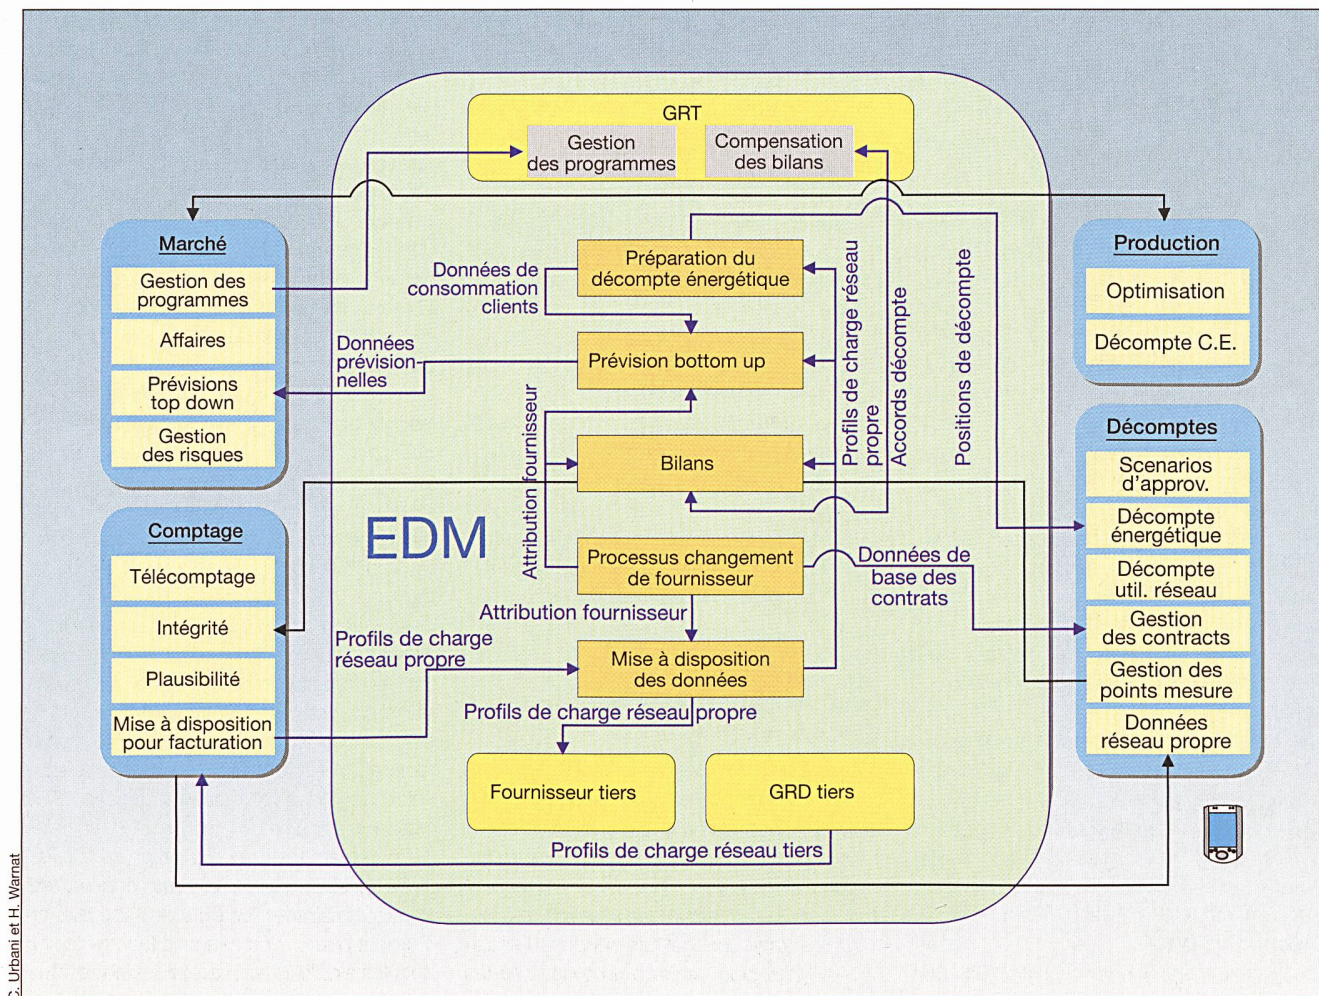 GRT
Gestion
des programmes
Compensation
des bilans
Marché
Gestion des
programmes
Affaires
Prévisions
top down
Gestion
des risques
Comptage
Télécomptage
Intégrité
Plausibilité
Mise à disposition
pour facturation
Préparation du
décompte énergétique
Données de
consommation
clients
Prévision bottom up
Données
prévision-
nelles
Attribution fournisseur
Bilans
EDM
Processus changement
de fournisseur
Attribution fournisseur
Profils de charge
réseau propre
Mise à disposition
des données
Profils de charge réseau propre
Fournisseur tiers
GRD tiers
Profils de charge réseau tiers
Profils de charge réseau
propre
Accords décompte
Positions de décompte
Données de
base des
contrats
Production
Optimisation
Décompte C.E.
Décomptes
Scenarios
d'approv.
Décompte
énergétique
Décompte
util. réseau
Gestion
des contracts
Gestion des
points mesure
Données
réseau propre
C. Urbani et H. Warnat